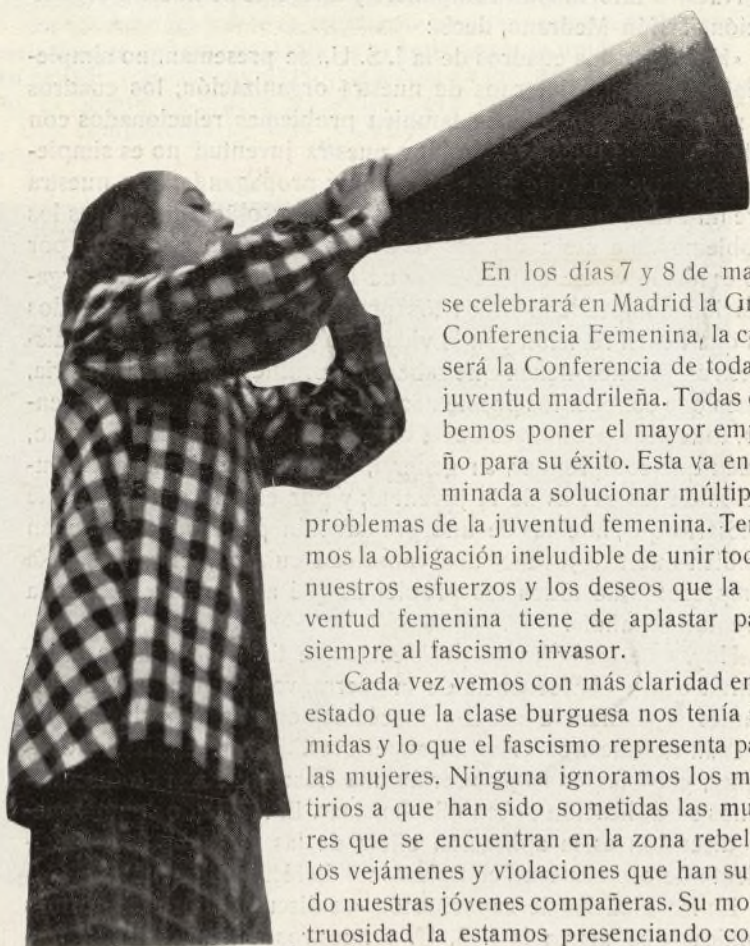 En los días 7 y 8 de ma
se celebrará en Madrid la Gr
Conferencia Femenina, la c
será la Conferencia de toda
juventud madrileña. Todas
bemos poner el mayor emp
ño para su éxito. Esta va en
minada a solucionar múltip
problemas de la juventud femenina. Ten
mos la obligación ineludible de unir tod
nuestros esfuerzos y los deseos que la
ventud femenina tiene de aplastar pa
siempre al fascismo invasor.
Cada vez vemos con más claridad en
estado que la clase burguesa nos tenía
midas y lo que el fascismo representa pa
las mujeres. Ninguna ignoramos los m
tirios a que han sido sometidas las mu
res que se encuentran en la zona rebel
los vejámenes y violaciones que han su
do nuestras jóvenes compañeras. Su mo
truosidad la estamos presenciando co